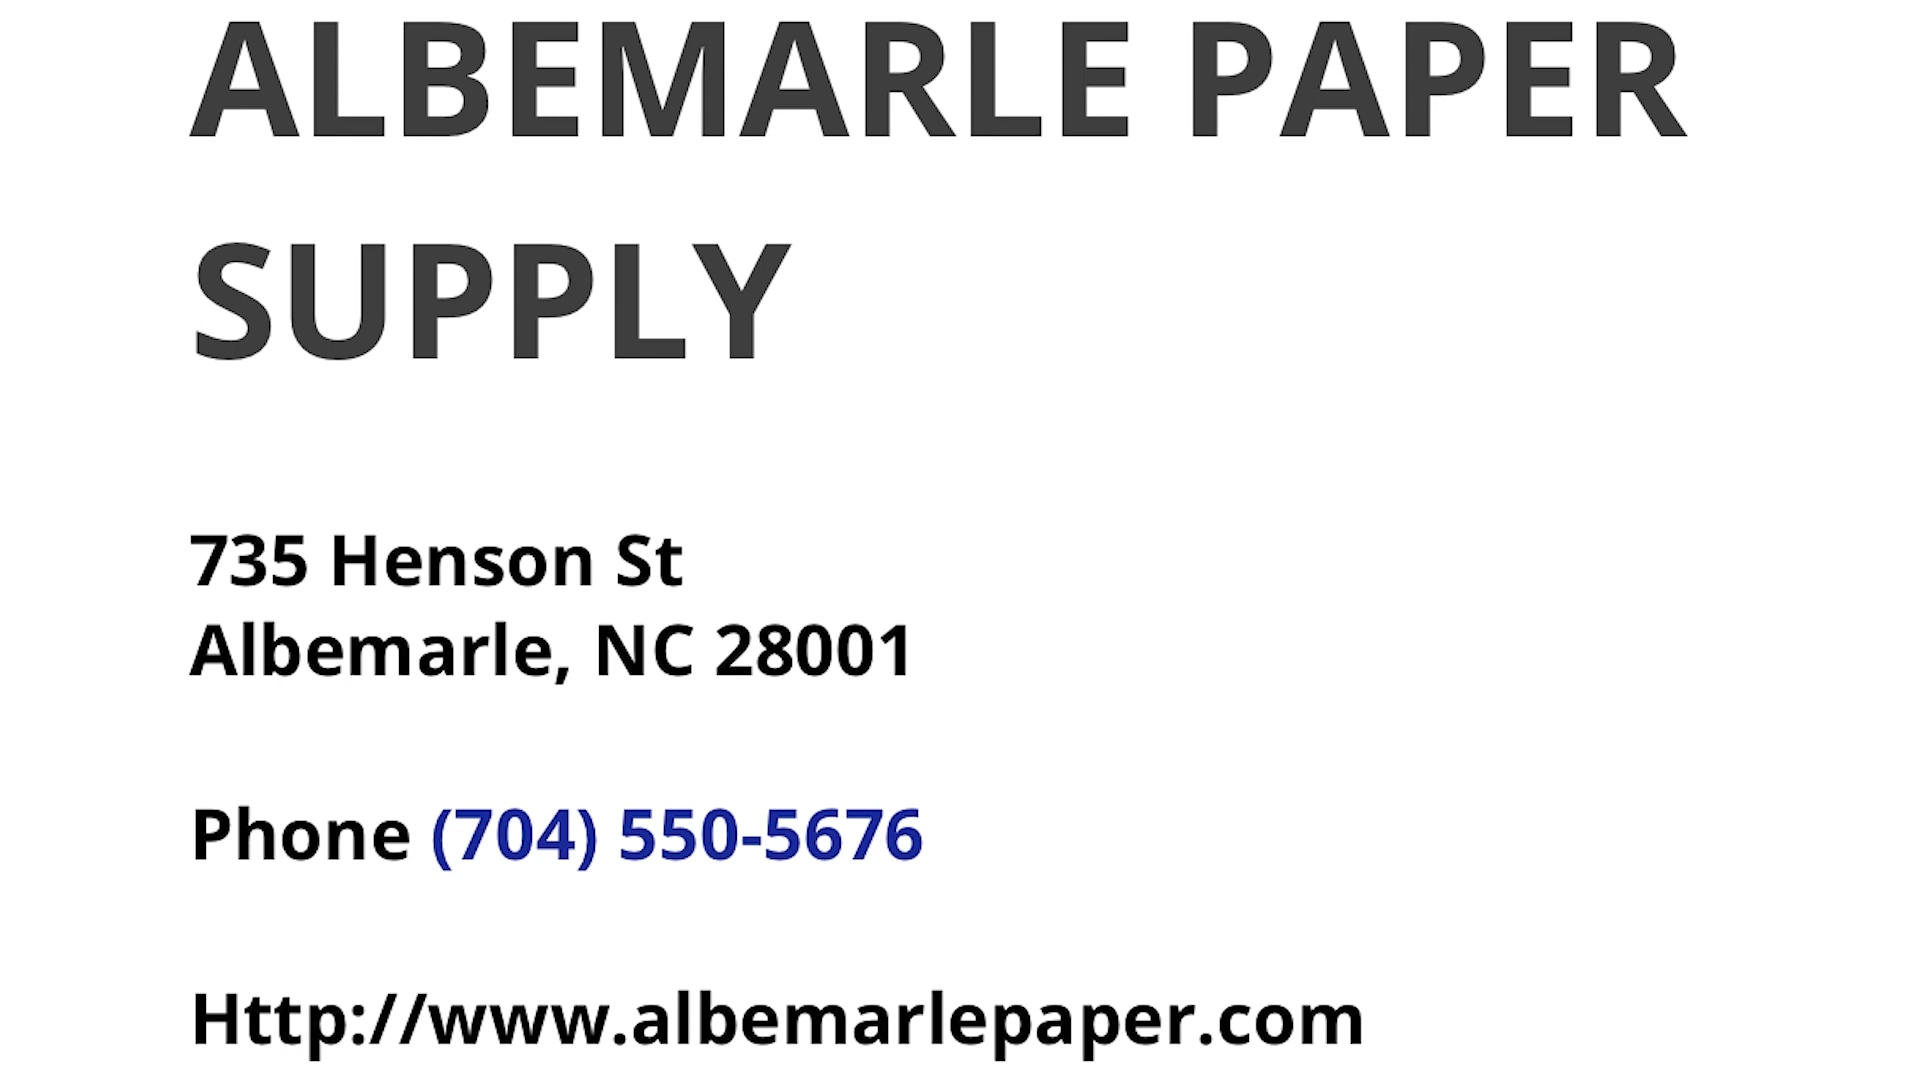 ALBEMARLE PAPER
SUPPLY
735 Henson St
Albemarle, NC 28001
Phone (704) 550-5676
Http://www.albemarlepaper.com